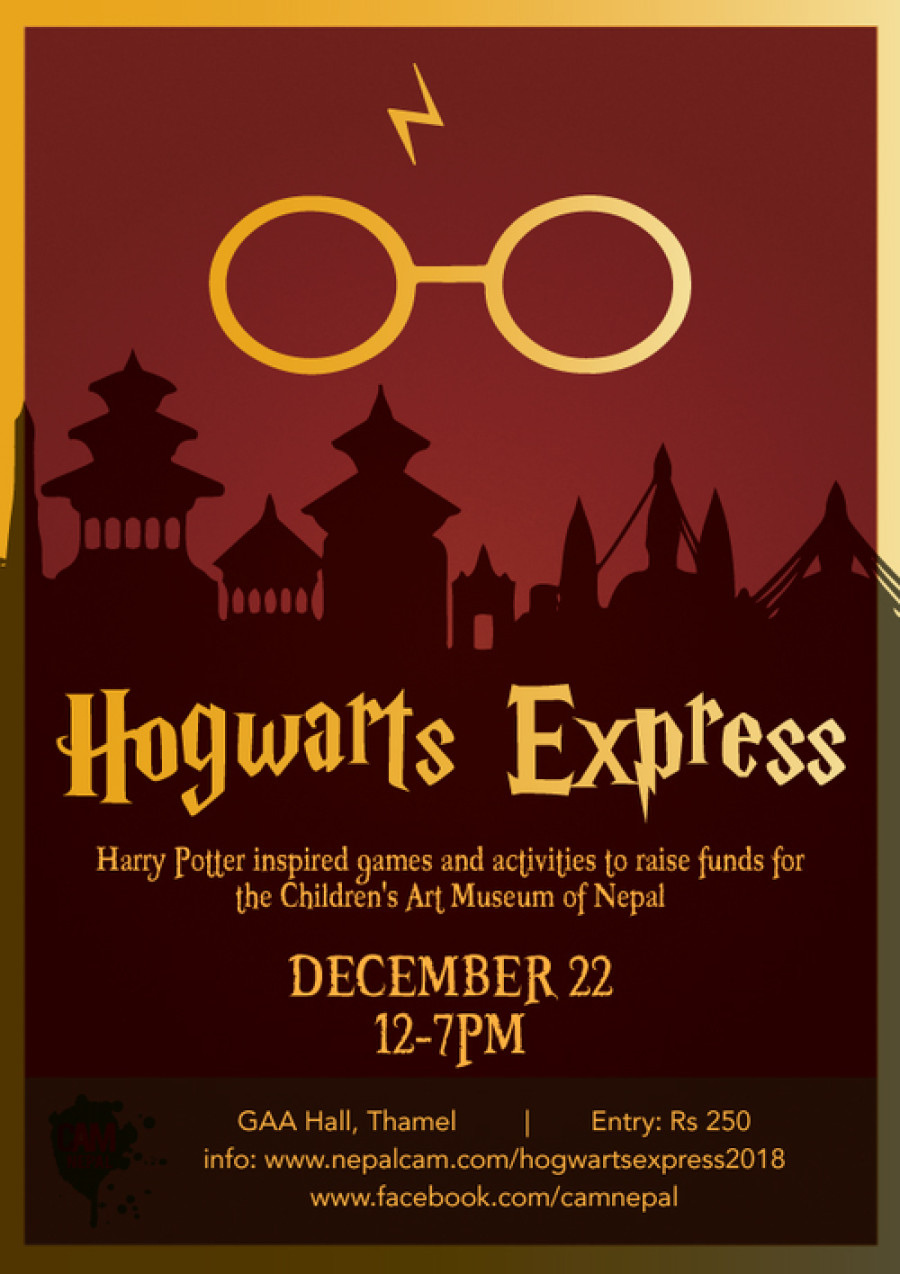 Hogwarts Express
Harry Potter inspired games and activities to raise funds for
the Children's Art Museum of Nepal
DECEMBER 22
12-7PM
GAA Hall, Thamel | Entry: Rs 250
info: www.nepalcam.com/hogwartsexpress2018
www.facebook.com/camnepal